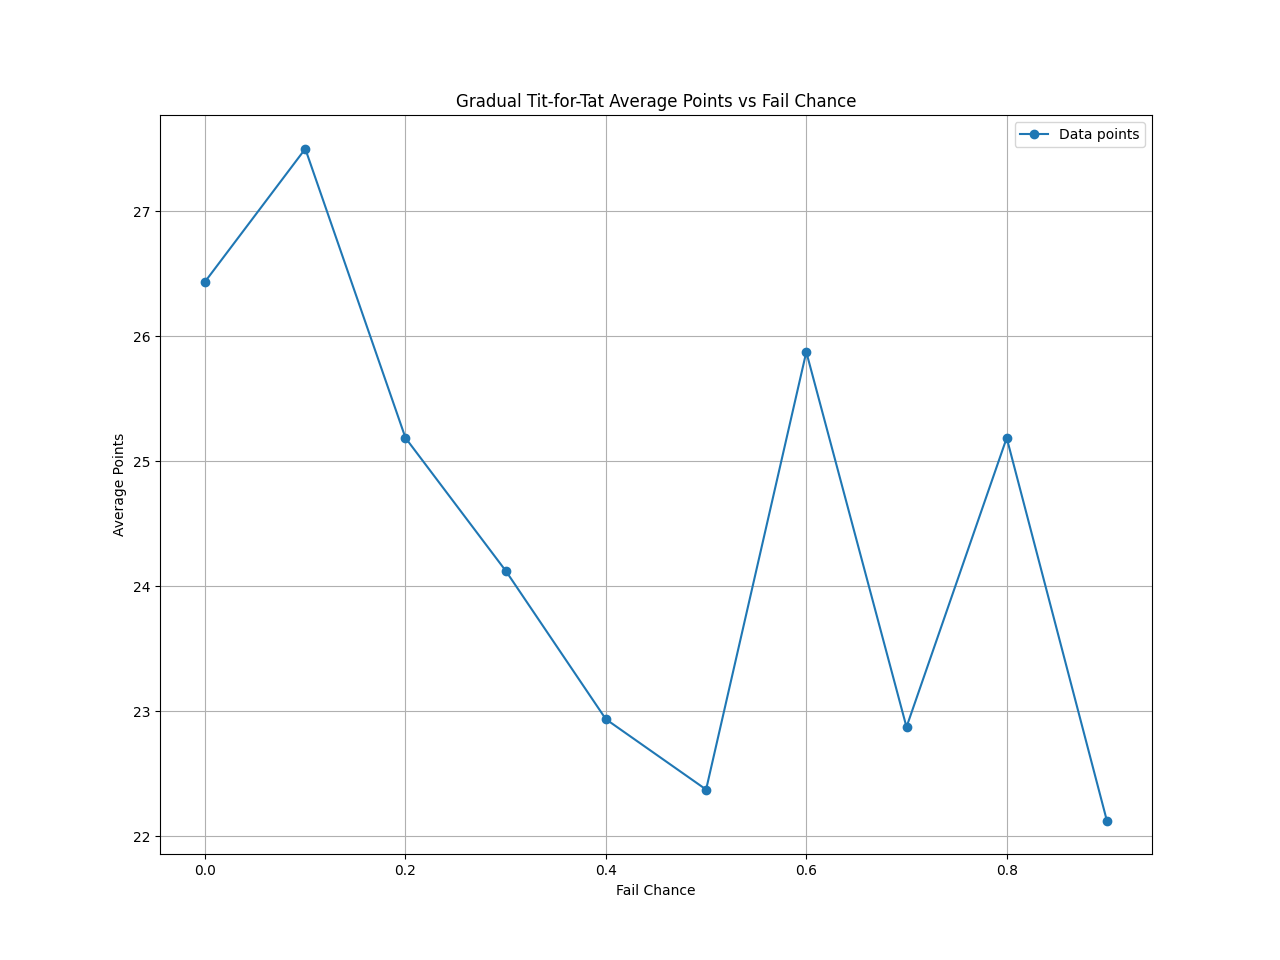 Gradual Tit-for-Tat Average Points vs Fail Chance
Data points
27
26
25
24
23
22
Average Points
0.0 0.2 0.4 0.6 0.8
Fail Chance